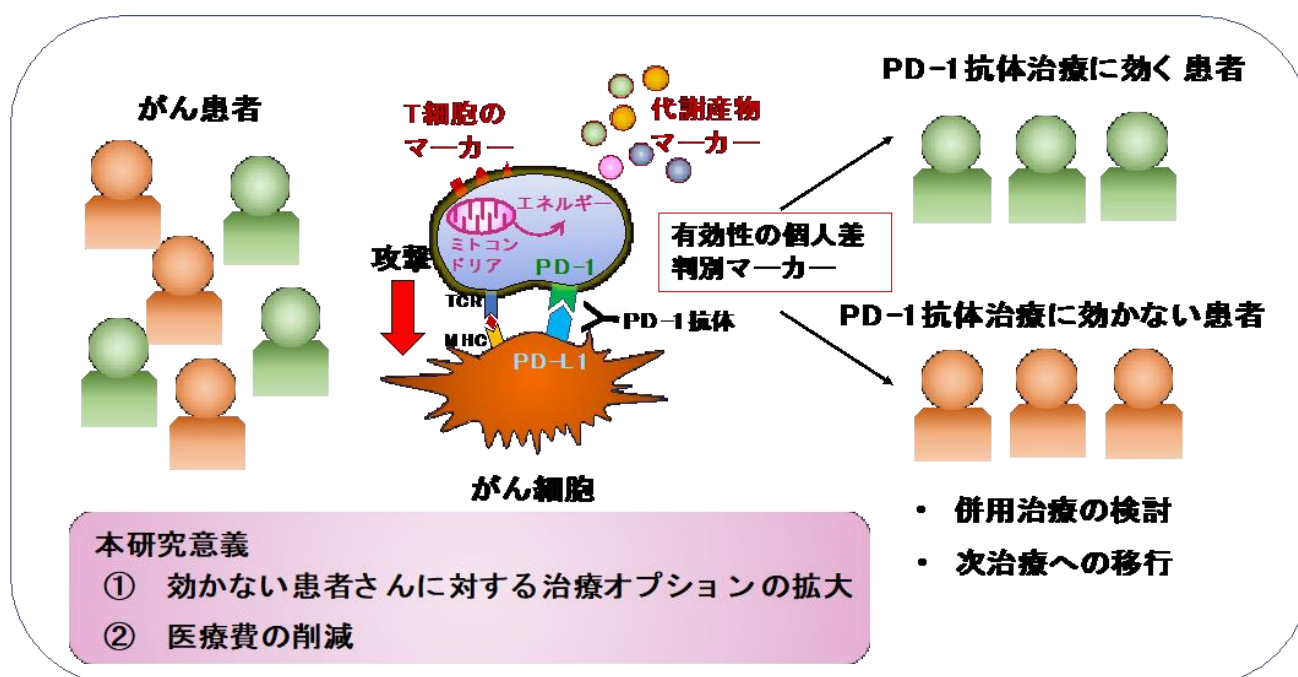 がん患者
T細胞の
マーカー
代謝産物
マーカー
エネルギー
ミトコン
ドリア
PD-1
攻撃
TCR
MHC
PD-1抗体
PD-L1
がん細胞
有効性の個人差
判別マーカー
PD-1抗体治療に効く患者
PD-1抗体治療に効かない患者
・ 併用治療の検討
・ 次治療への移行
本研究意義
① 効かない患者さんに対する治療オプションの拡大
② 医療費の削減